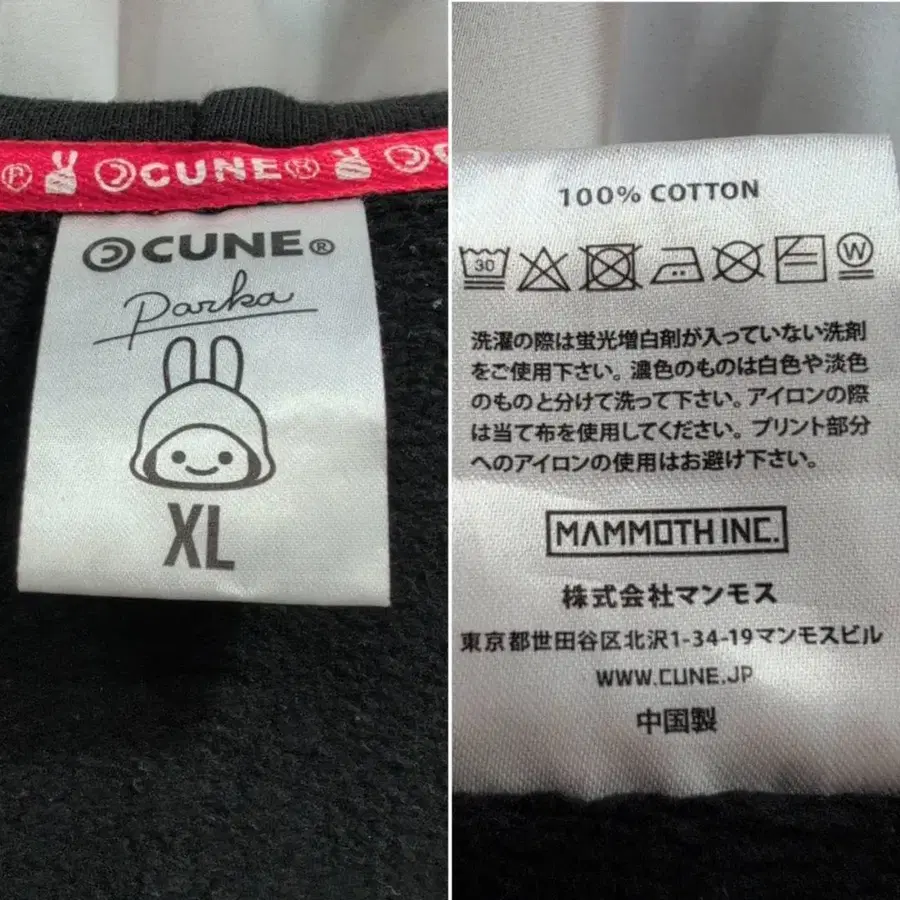 CUNE®
CUNE®
Parka
XL
100% COTTON
30
W
洗濯の際は蛍光増白剤が入っていない洗剤
をご使用下さい。濃色のものは白色や淡色
のものと分けて洗って下さい。アイロンの際
は当て布を使用してください。プリント部分
へのアイロンの使用はお避け下さい。
MAMMOTH INC.
株式会社マンモス
東京都世田谷区北沢1-34-19マンモスビル
WWW.CUNE.JP
中国製